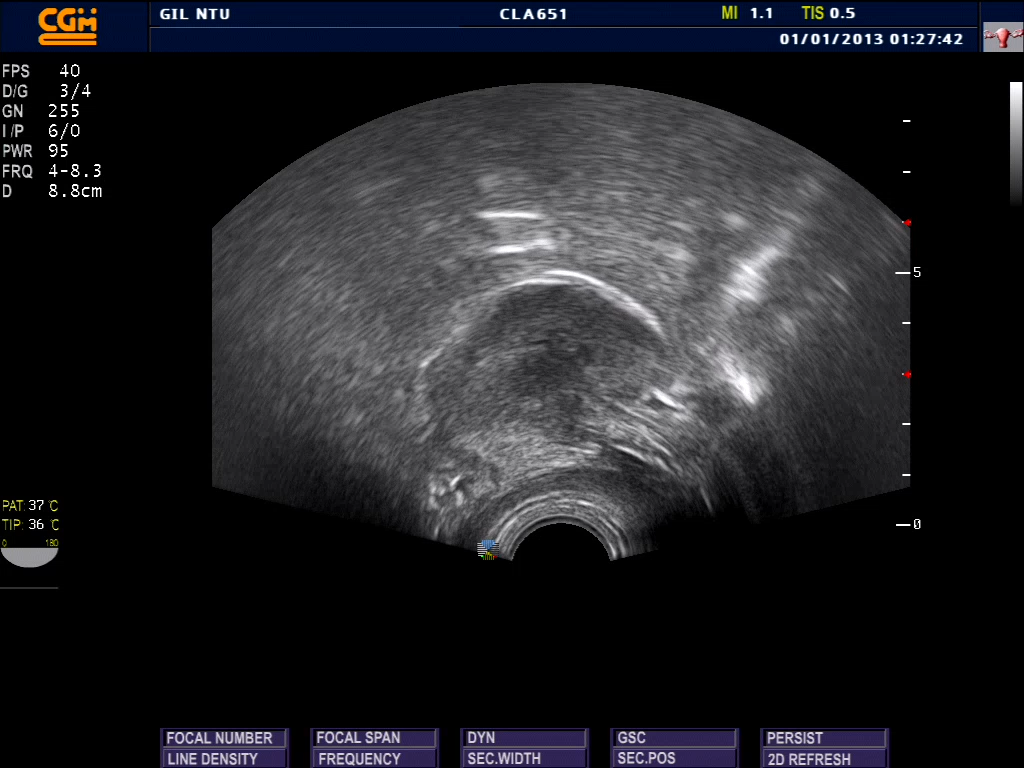 CGM
GIL NTU
CLA651
MI 1.1
TIS 0.5
01/01/2013 01:27:42
FPS 40
D/G 3/4
GN 255
I/P 6/0
PWR 95
FRQ 4-8.3
D 8.8cm
5
PAT: 37 °C
TIP: 36 °C
0 180
0
FOCAL NUMBER
FOCAL SPAN
DYN
GSC
PERSIST
LINE DENSITY
FREQUENCY
SEC.WIDTH
SEC.POS
2D REFRESH